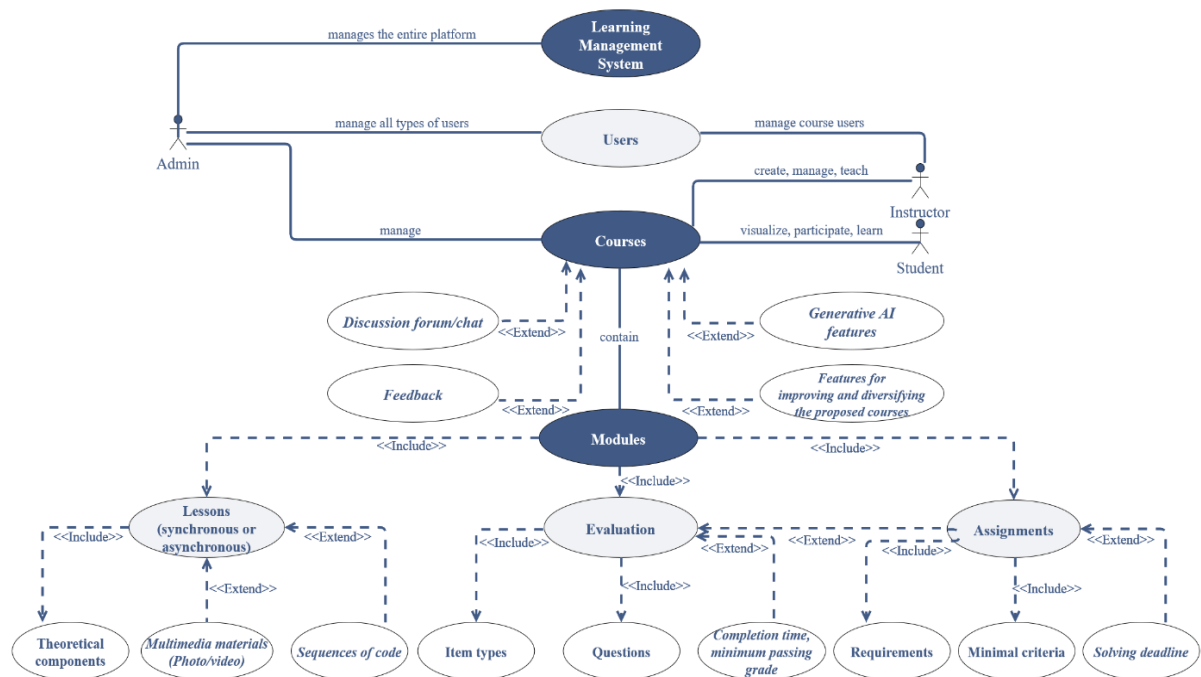 Learning
Management
System
manages the entire platform
manage all types of users
Users
manage course users
Admin
create, manage, teach
Instructor
manage
Courses
visualize, participate, learn
Student
Discussion forum/chat
<<Extend>>
contain
<<Extend>>
Generative AI
features
Feedback
<<Extend>>
<<Extend>>
Features for
improving and diversifying
the proposed courses
Modules
<<Include>>
<<Include>>
<<Include>>
Lessons
(synchronous or
asynchronous)
Evaluation
Assignments
<<Include>>
<<Extend>>
<<Include>>
<<Extend>>
<<Extend>>
<<Include>>
<<Extend>>
<<Extend>>
<<Include>>
<<Include>>
Theoretical
components
Multimedia materials
(Photo/video)
Sequences of code
Item types
Questions
Completion time,
minimum passing
grade
Requirements
Minimal criteria
Solving deadline